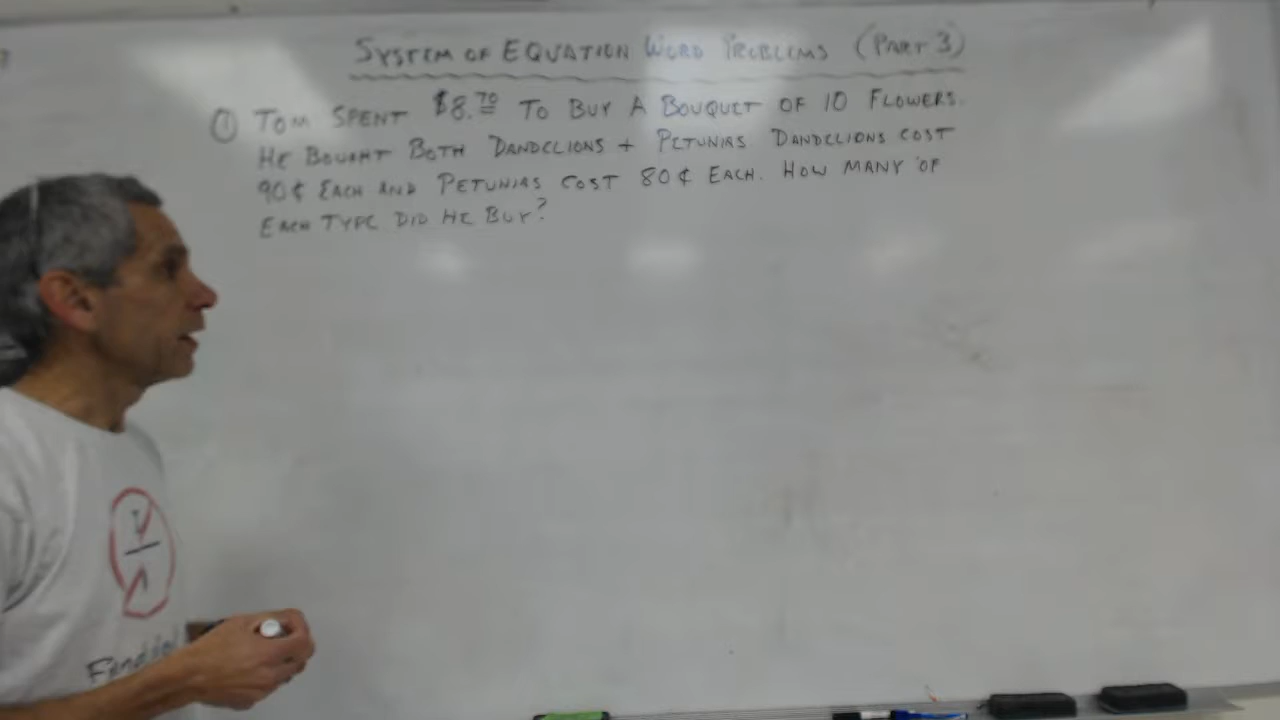 SYSTEM OF EQUATION WORD PROBLEMS (PART 3)
① TOM SPENT $8.70 TO BUY A BOUQUET OF 10 FLOWERS.
HE BOUGHT BOTH DANDELIONS + PETUNIAS DANDELIONS COST
90¢ EACH AND PETUNIAS COST 80¢ EACH. HOW MANY OF
EACH TYPE DID HE BUY?